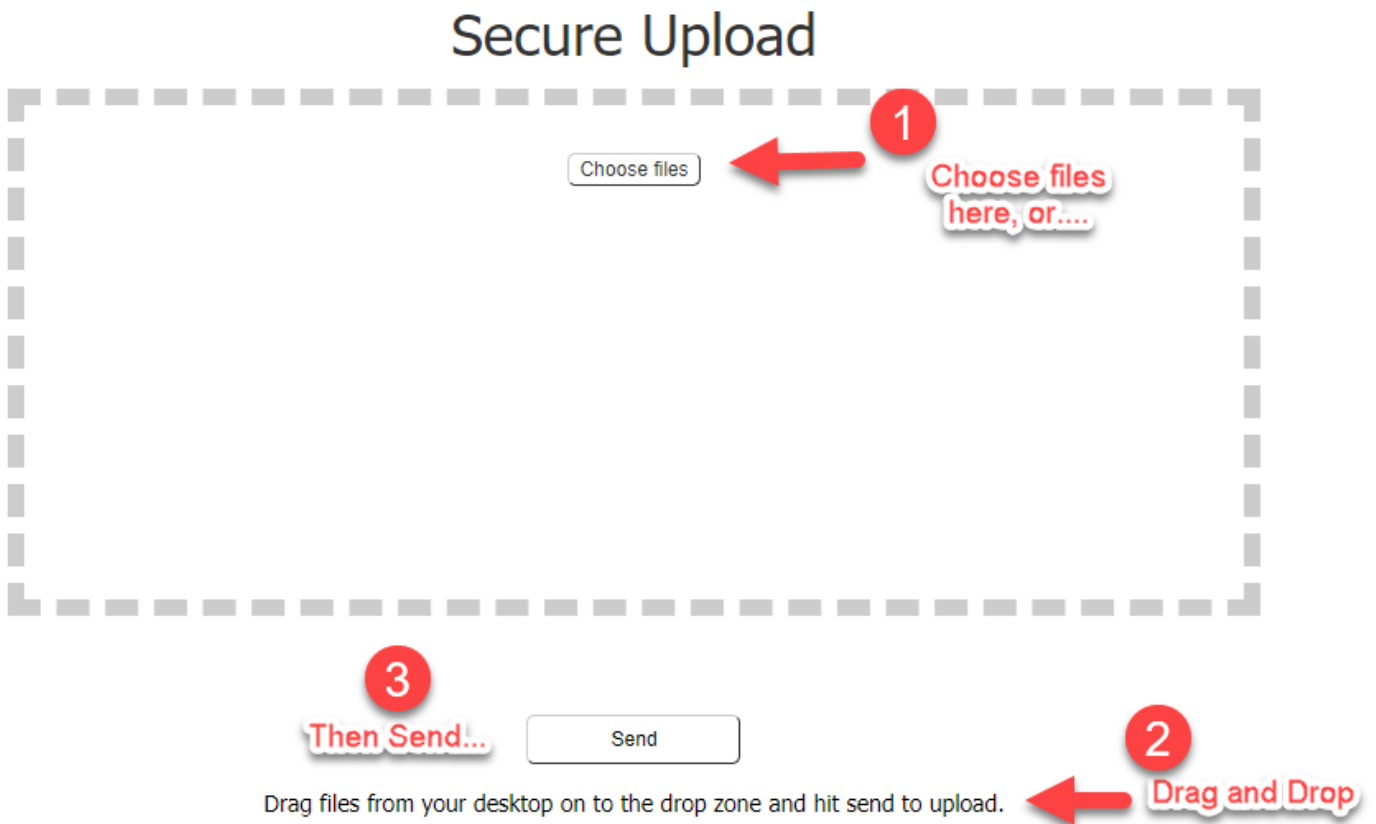 Secure Upload
1
Choose files
Choose files
here, or....
3
Then Send...
Send
2
Drag and Drop
Drag files from your desktop on to the drop zone and hit send to upload.